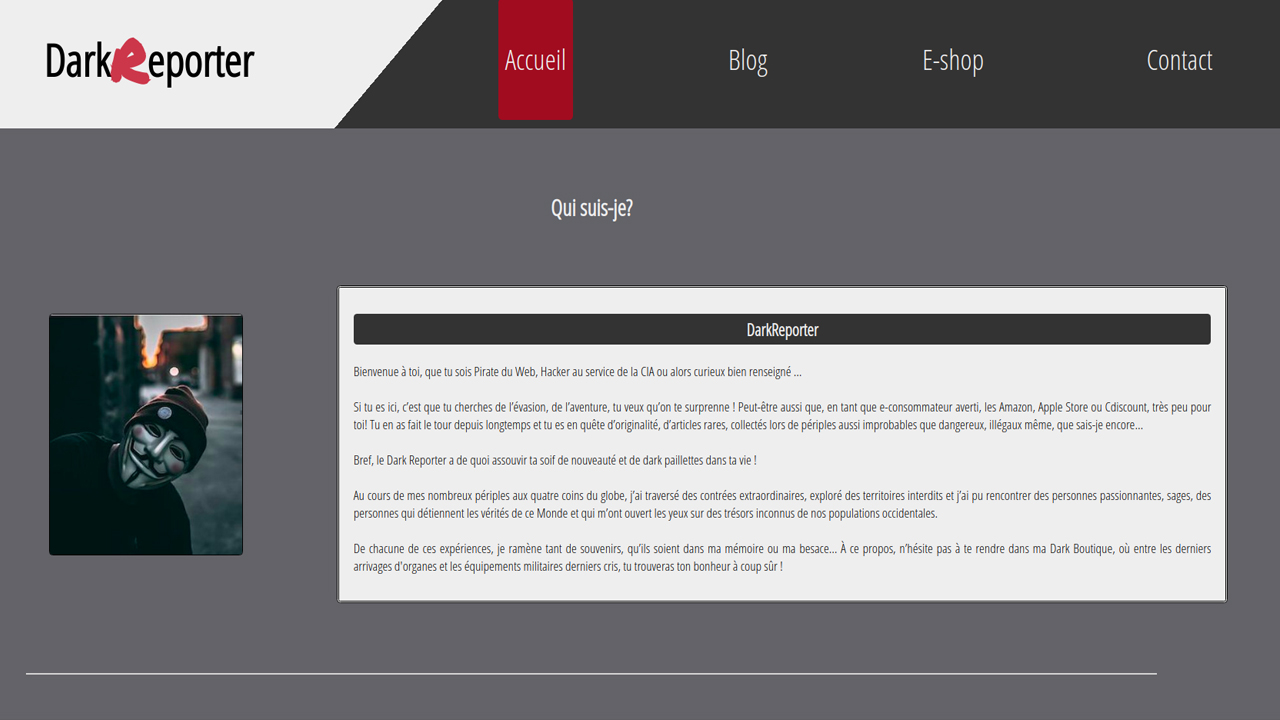 DarkReporter
Accueil
Blog
E-shop
Contact
Qui suis-je?
DarkReporter
Bienvenue à toi, que tu sois Pirate du Web, Hacker au service de la CIA ou alors curieux bien renseigné ...
Si tu es ici, c’est que tu cherches de l’évasion, de l’aventure, tu veux qu’on te surprenne ! Peut-être aussi que, en tant que e-consommateur averti, les Amazon, Apple Store ou Cdiscount, très peu pour
toi! Tu en as fait le tour depuis longtemps et tu es en quête d’originalité, d’articles rares, collectés lors de périples aussi improbables que dangereux, illégaux même, que sais-je encore…
Bref, le Dark Reporter a de quoi assouvir ta soif de nouveauté et de dark paillettes dans ta vie !
Au cours de mes nombreux périples aux quatre coins du globe, j’ai traversé des contrées extraordinaires, exploré des territoires interdits et j’ai pu rencontrer des personnes passionnantes, sages, des
personnes qui détiennent les vérités de ce Monde et qui m’ont ouvert les yeux sur des trésors inconnus de nos populations occidentales.
De chacune de ces expériences, je ramène tant de souvenirs, qu’ils soient dans ma mémoire ou ma besace… À ce propos, n’hésite pas à te rendre dans ma Dark Boutique, où entre les derniers
arrivages d'organes et les équipements militaires derniers cris, tu trouveras ton bonheur à coup sûr !